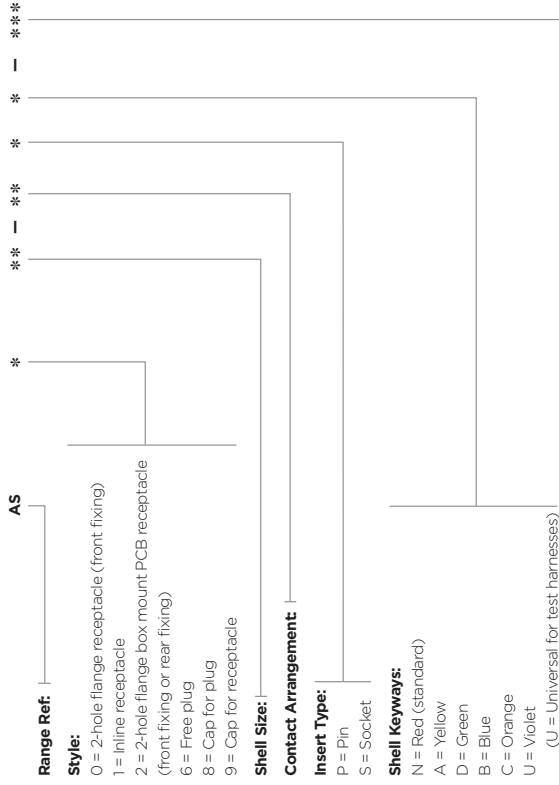 AS * ** – ** * * – ***
Range Ref:
Style:
0 = 2-hole flange receptacle (front fixing)
1 = Inline receptacle
2 = 2-hole flange box mount PCB receptacle
(front fixing or rear fixing)
6 = Free plug
8 = Cap for plug
9 = Cap for receptacle
Shell Size:
Contact Arrangement:
Insert Type:
P = Pin
S = Socket
Shell Keyways:
N = Red (standard)
A = Yellow
D = Green
B = Blue
C = Orange
U = Violet
(U = Universal for test harnesses)